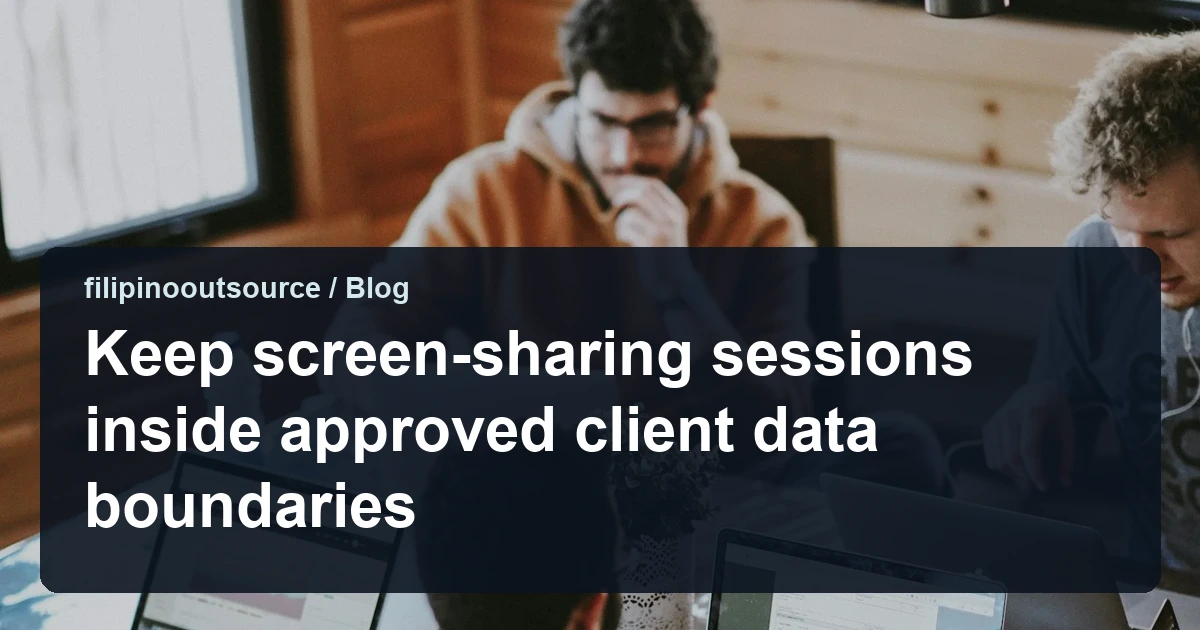 filipinooutsource / Blog
Keep screen-sharing sessions
inside approved client data
boundaries